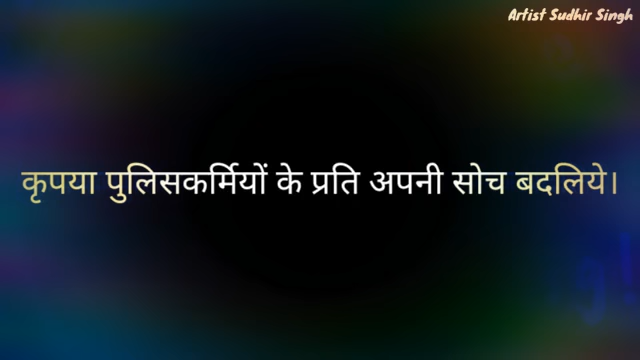 Artist Sudhir Singh
कृपया पुलिसकर्मियों के प्रति अपनी सोच बदलिये।